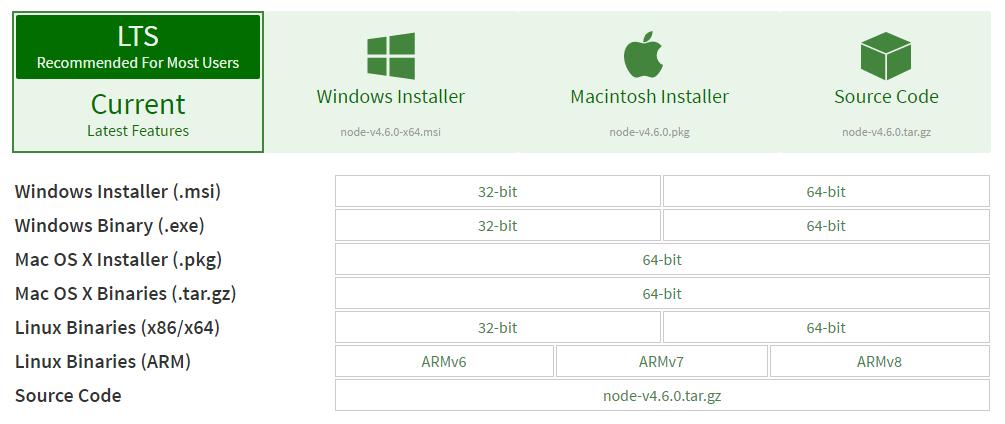 LTS
Recommended For Most Users
Current
Latest Features
Windows Installer
node-v4.6.0-x64.msi
Macintosh Installer
node-v4.6.0.pkg
Source Code
node-v4.6.0.tar.gz
Windows Installer (.msi) 32-bit 64-bit
Windows Binary (.exe) 32-bit 64-bit
Mac OS X Installer (.pkg) 64-bit
Mac OS X Binaries (.tar.gz) 64-bit
Linux Binaries (x86/x64) 32-bit 64-bit
Linux Binaries (ARM) ARMv6 ARMv7 ARMv8
Source Code node-v4.6.0.tar.gz